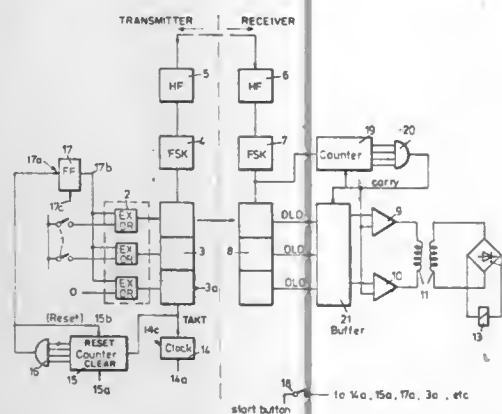 TRANSMITTER RECEIVER
HF 5
HF 6
FSK
FSK 7
19
20
Counter
carry
17
17a
FF
17b
17c
2
EX OR
EX OR
EX OR
1
0
3
3a
8
DLD
DLD
DLD
9
10
11
13
21
Buffer
TAKT
(Reset)
15b
14c
Clock 14
14a
RESET
Counter
CLEAR
16
15
15a
18
start button
to 14a, 15a, 17a, 3a, etc